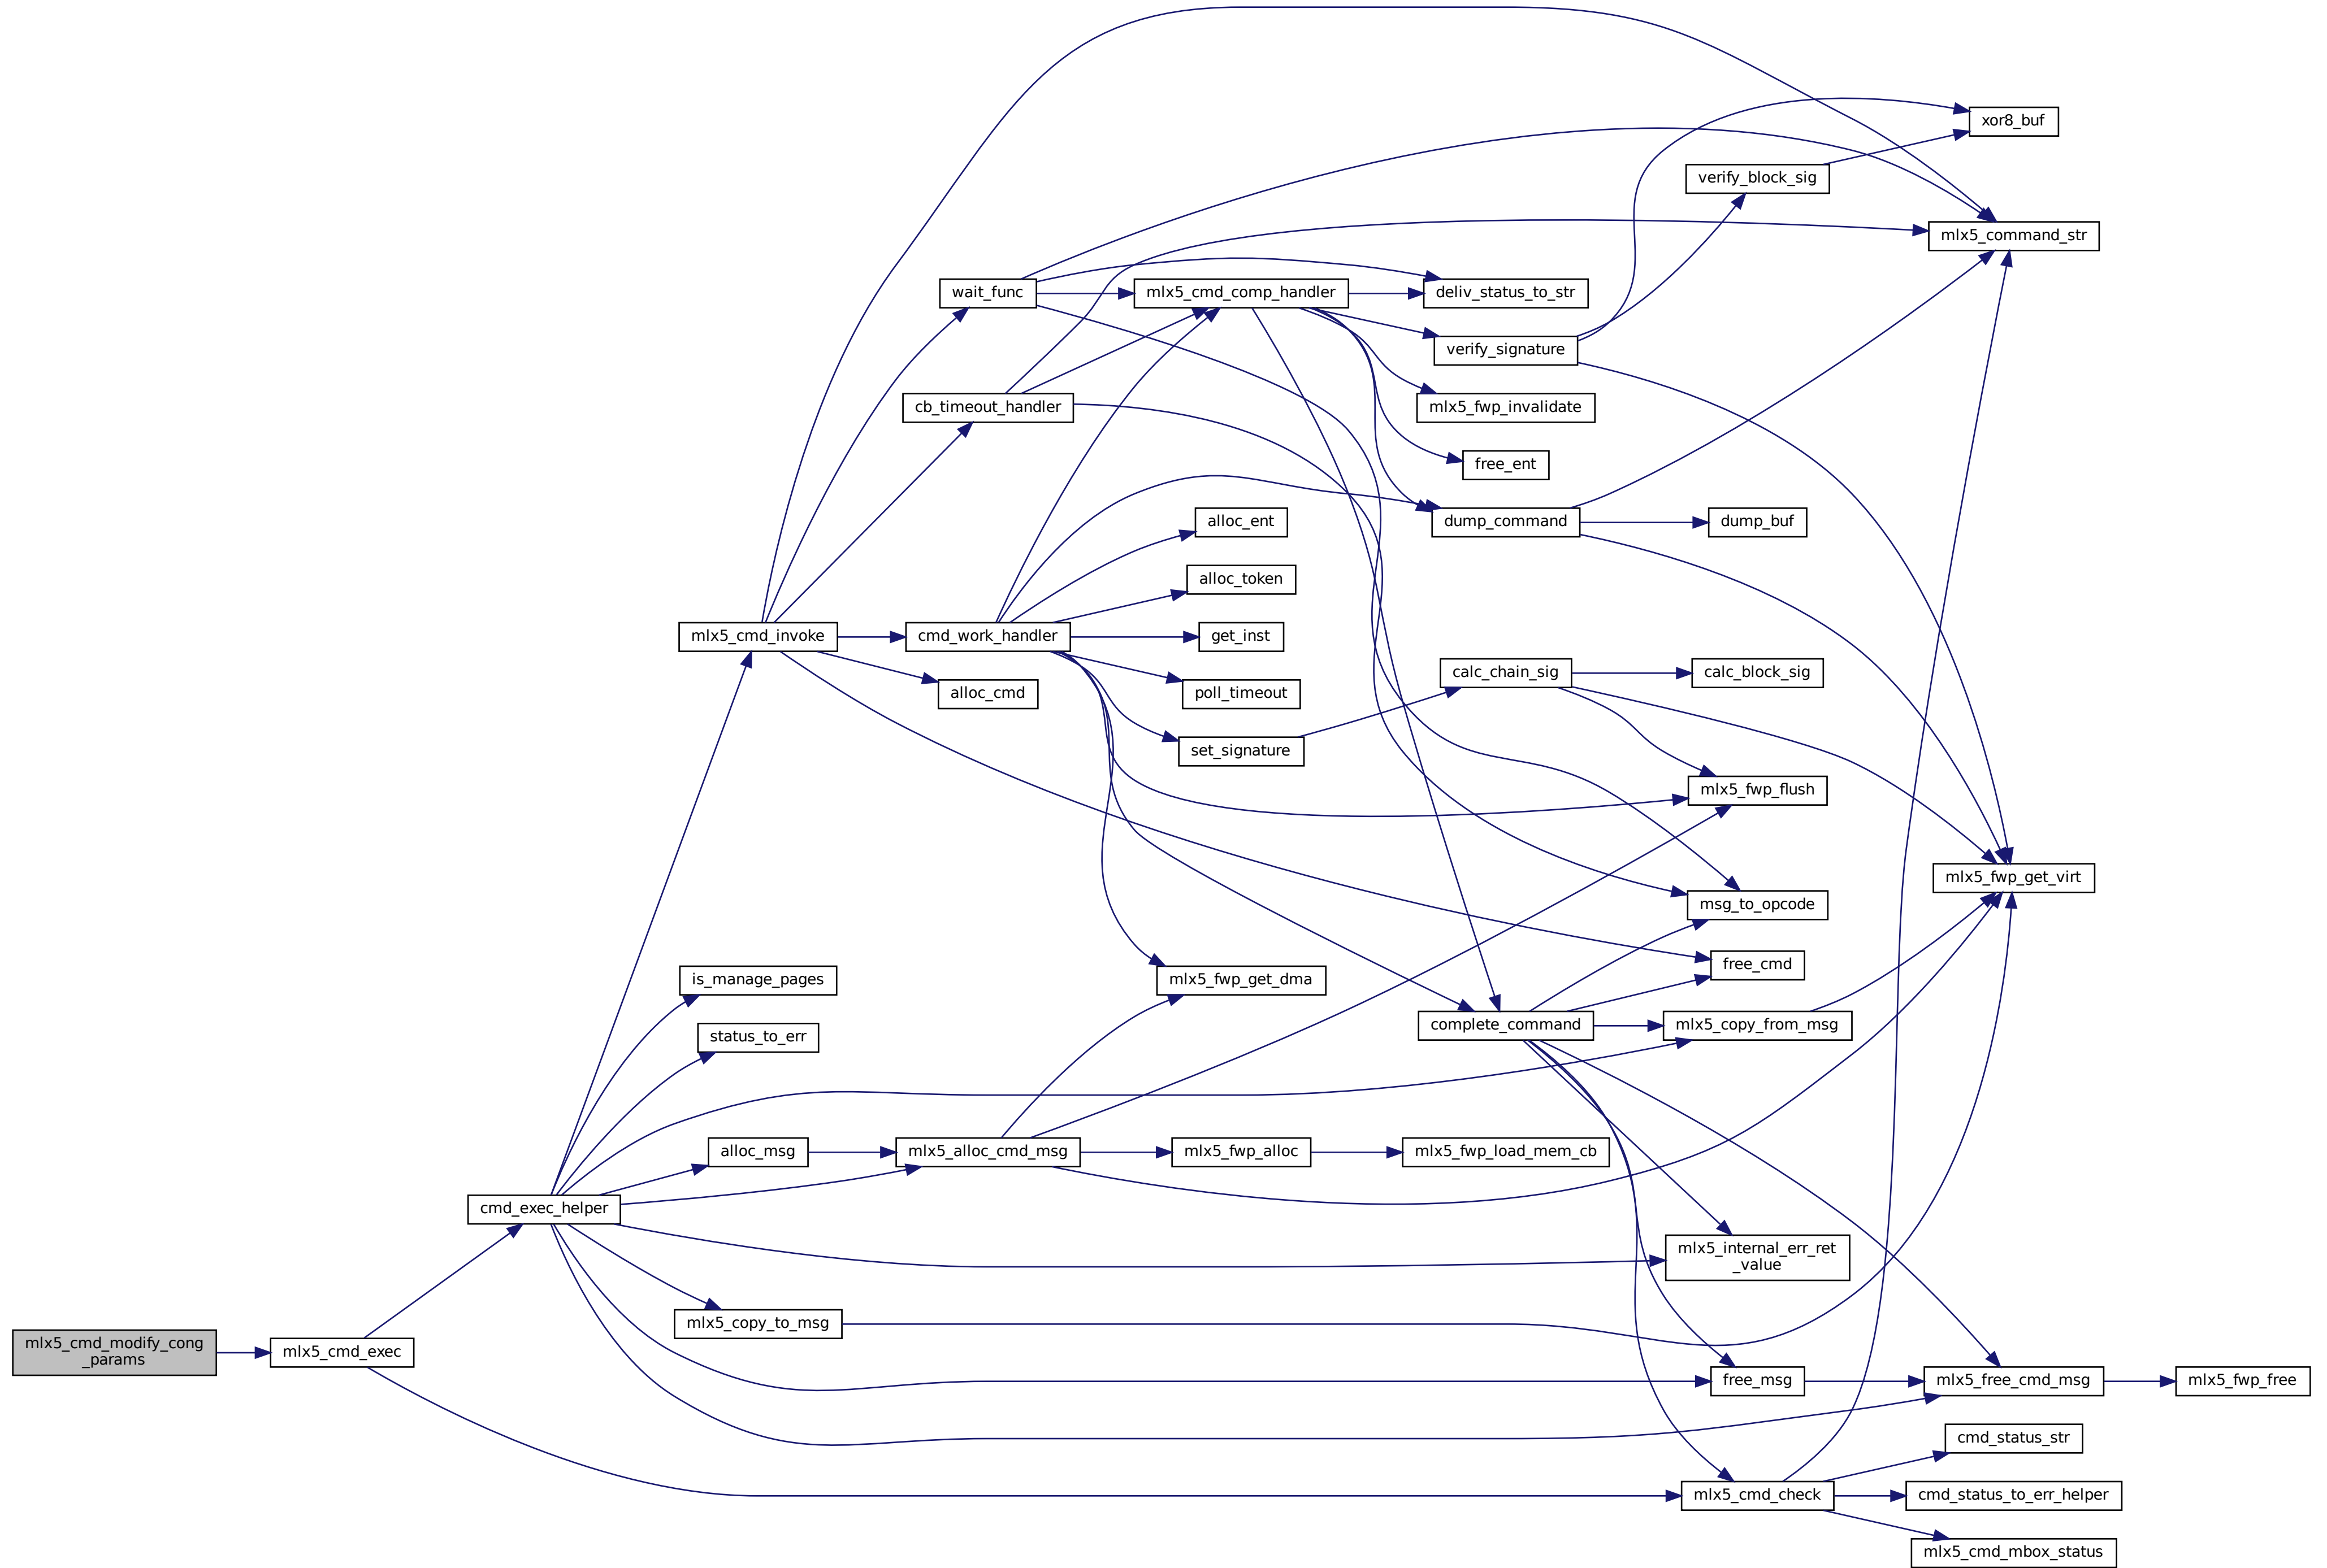 xor8_buf
verify_block_sig
mlx5_command_str
wait_func
mlx5_cmd_comp_handler
deliv_status_to_str
verify_signature
cb_timeout_handler
mlx5_fwp_invalidate
free_ent
alloc_ent
dump_command
dump_buf
alloc_token
mlx5_cmd_invoke
cmd_work_handler
get_inst
calc_chain_sig
calc_block_sig
alloc_cmd
poll_timeout
set_signature
mlx5_fwp_flush
mlx5_fwp_get_virt
msg_to_opcode
free_cmd
is_manage_pages
mlx5_fwp_get_dma
status_to_err
complete_command
mlx5_copy_from_msg
alloc_msg
mlx5_alloc_cmd_msg
mlx5_fwp_alloc
mlx5_fwp_load_mem_cb
cmd_exec_helper
mlx5_internal_err_ret
_value
mlx5_copy_to_msg
mlx5_cmd_modify_cong
_params
mlx5_cmd_exec
free_msg
mlx5_free_cmd_msg
mlx5_fwp_free
cmd_status_str
mlx5_cmd_check
cmd_status_to_err_helper
mlx5_cmd_mbox_status